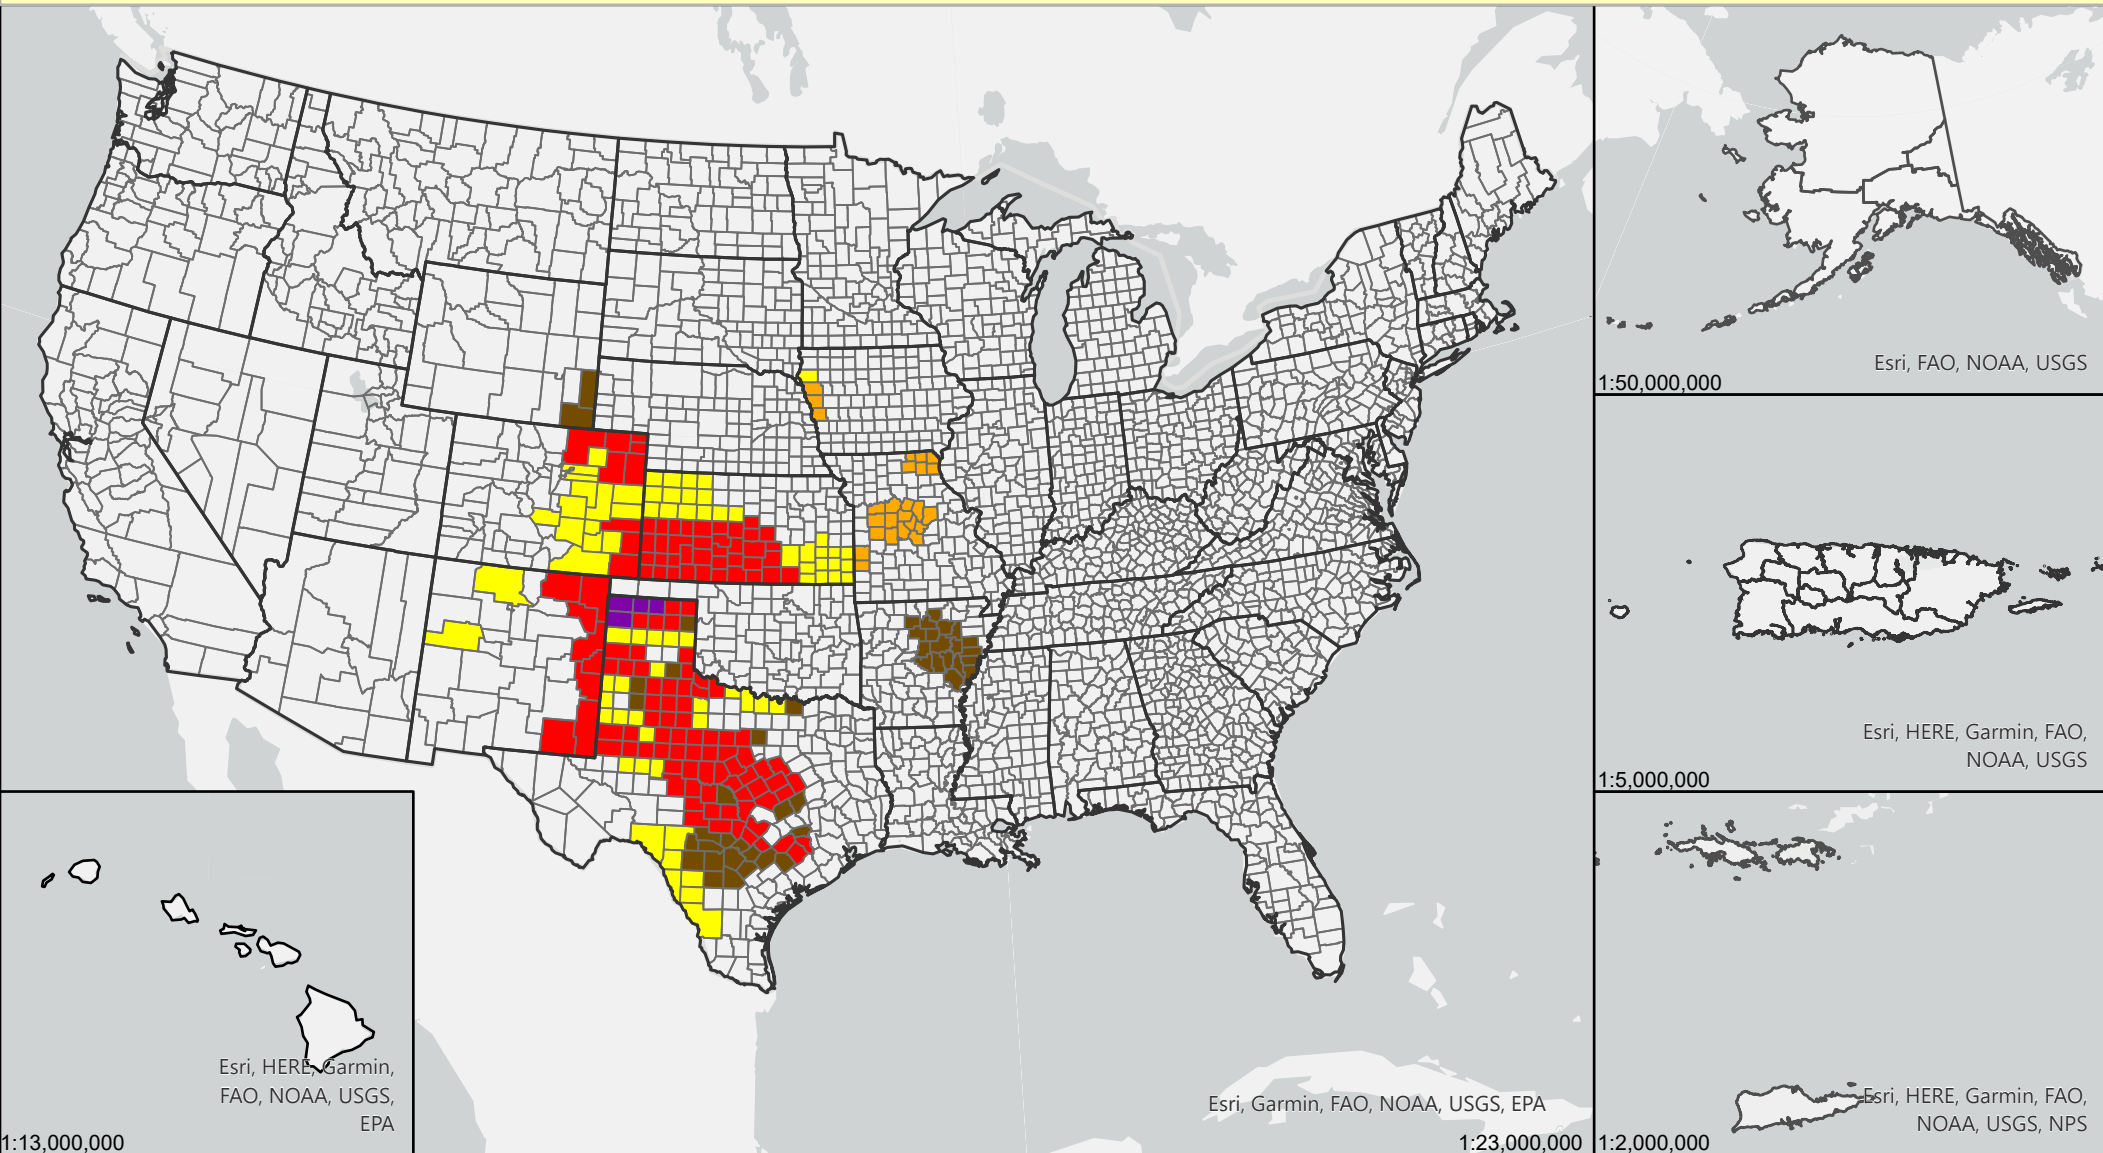 Esri, FAO, NOAA, USGS
1:50,000,000
Esri, HERE, Garmin, FAO,
NOAA, USGS
1:5,000,000
Esri, HERE, Garmin,
FAO, NOAA, USGS,
EPA
1:13,000,000
Esri, Garmin, FAO, NOAA, USGS, EPA
1:23,000,000
Esri, HERE, Garmin, FAO,
NOAA, USGS, NPS
1:2,000,000